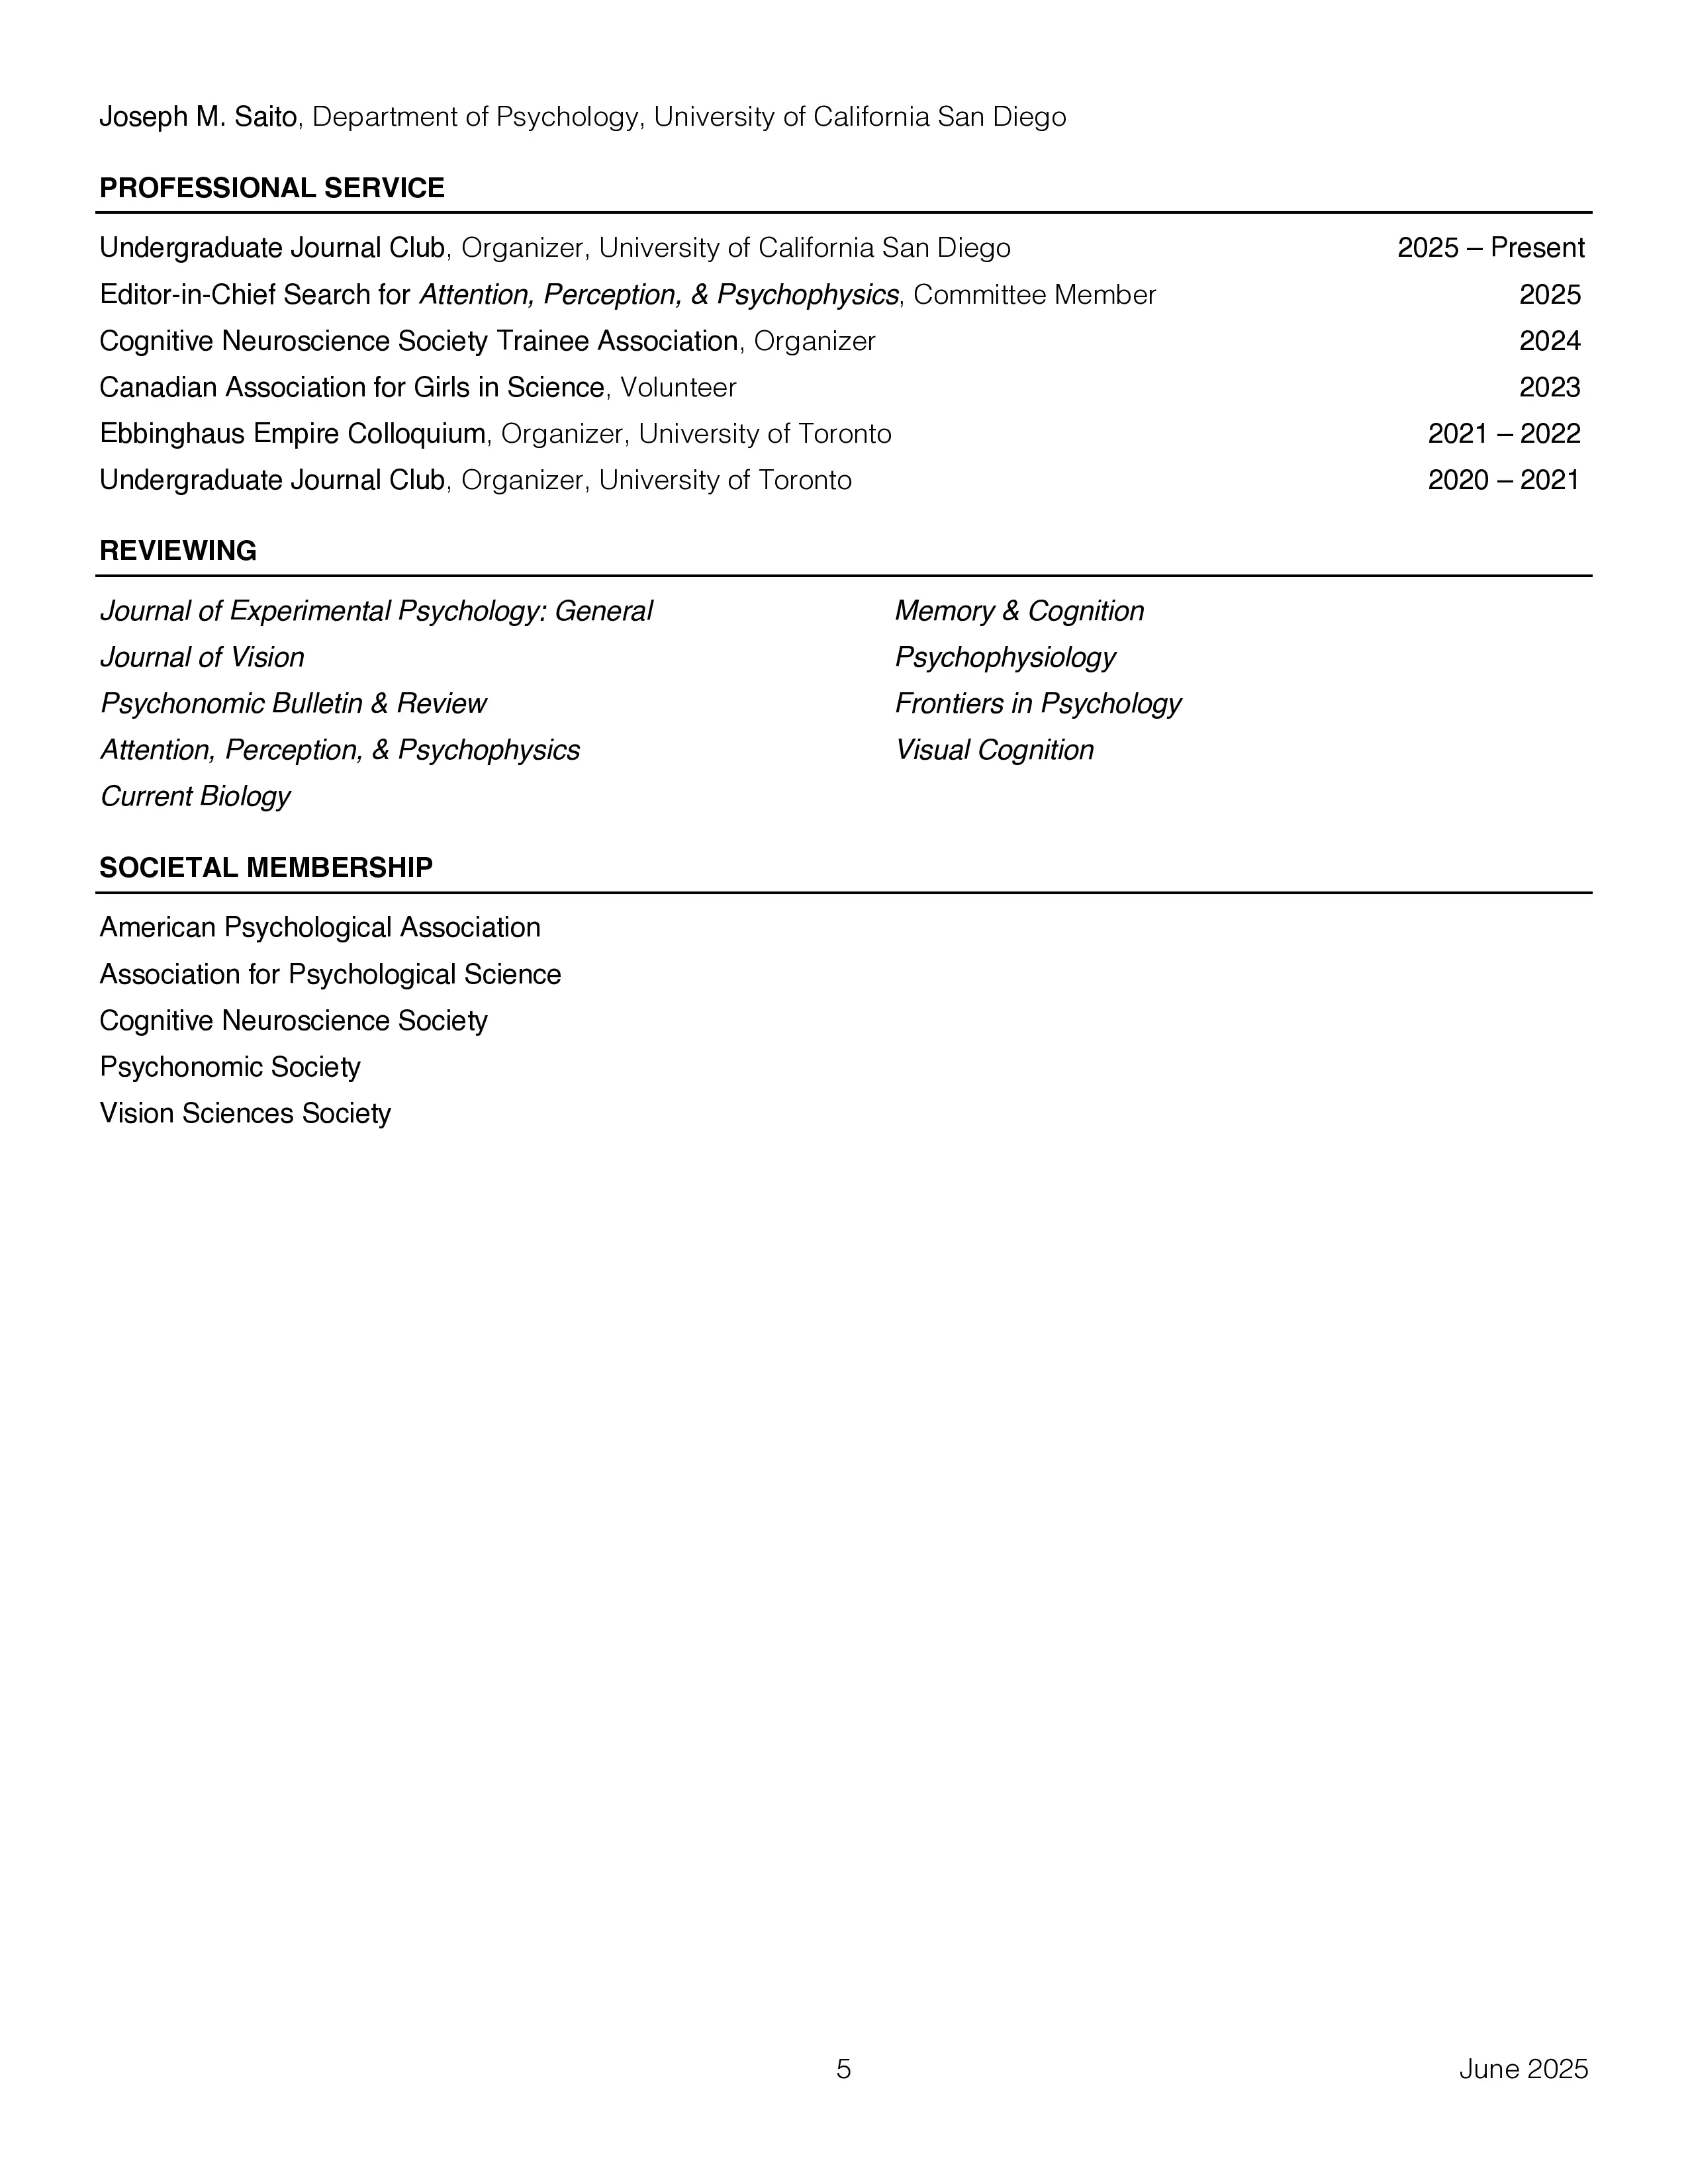 Joseph M. Saito, Department of Psychology, University of California San Diego
PROFESSIONAL SERVICE
Undergraduate Journal Club, Organizer, University of California San Diego 2025 – Present
Editor-in-Chief Search for Attention, Perception, & Psychophysics, Committee Member 2025
Cognitive Neuroscience Society Trainee Association, Organizer 2024
Canadian Association for Girls in Science, Volunteer 2023
Ebbinghaus Empire Colloquium, Organizer, University of Toronto 2021 – 2022
Undergraduate Journal Club, Organizer, University of Toronto 2020 – 2021
REVIEWING
Journal of Experimental Psychology: General
Journal of Vision
Psychonomic Bulletin & Review
Attention, Perception, & Psychophysics
Current Biology
Memory & Cognition
Psychophysiology
Frontiers in Psychology
Visual Cognition
SOCIETAL MEMBERSHIP
American Psychological Association
Association for Psychological Science
Cognitive Neuroscience Society
Psychonomic Society
Vision Sciences Society
5 June 2025